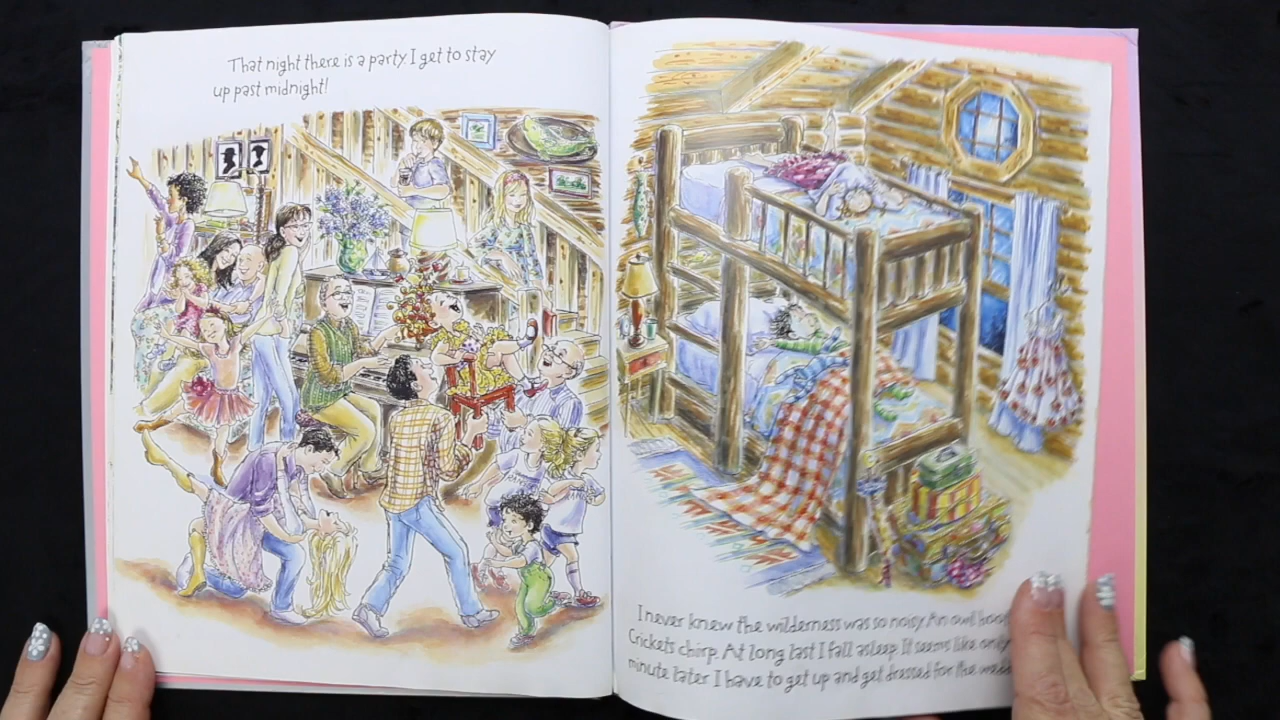 That night there is a party. I get to stay
up past midnight!
I never knew the wilderness was so noisy. An owl
Crickets chirp. At long last I fall asleep. It seems like only
minute later I have to get up and get dressed for the